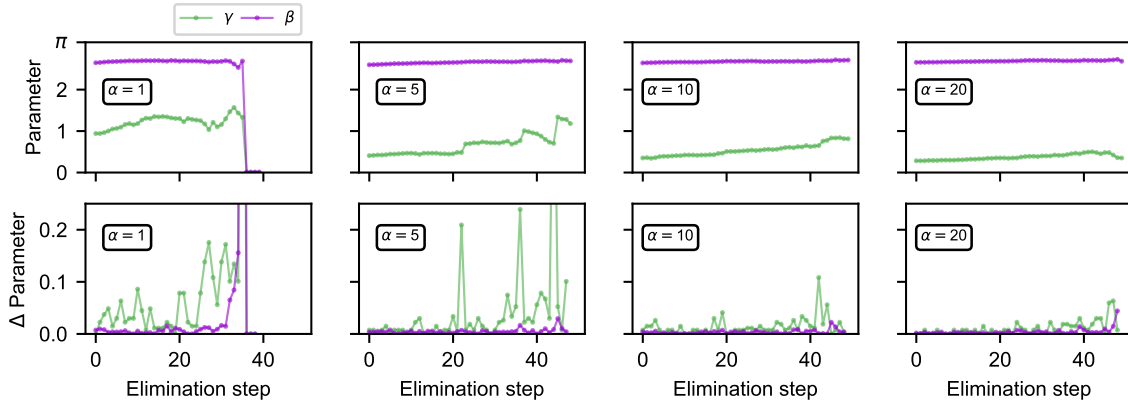 γ β
π
2
1
0
Parameter
α = 1
α = 5
α = 10
α = 20
0.2
0.1
0.0
Δ Parameter
α = 1
α = 5
α = 10
α = 20
0 20 40
0 20 40
0 20 40
0 20 40
Elimination step
Elimination step
Elimination step
Elimination step